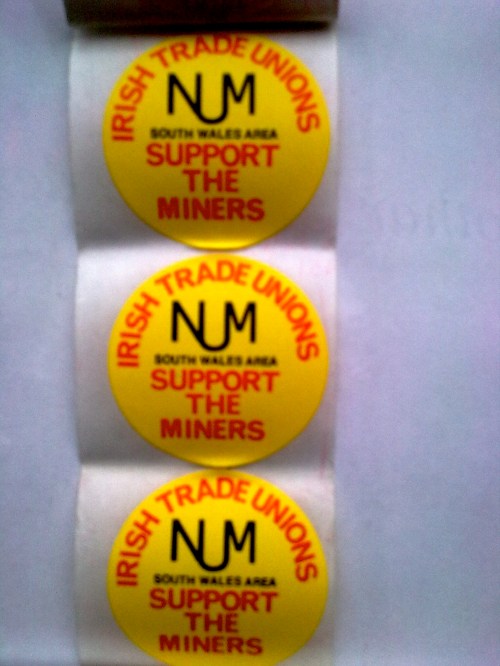 IRISH TRADE UNIONS
NUM
SOUTH WALES AREA
SUPPORT
THE
MINERS
IRISH TRADE UNIONS
NUM
SOUTH WALES AREA
SUPPORT
THE
MINERS
IRISH TRADE UNIONS
NUM
SOUTH WALES AREA
SUPPORT
THE
MINERS